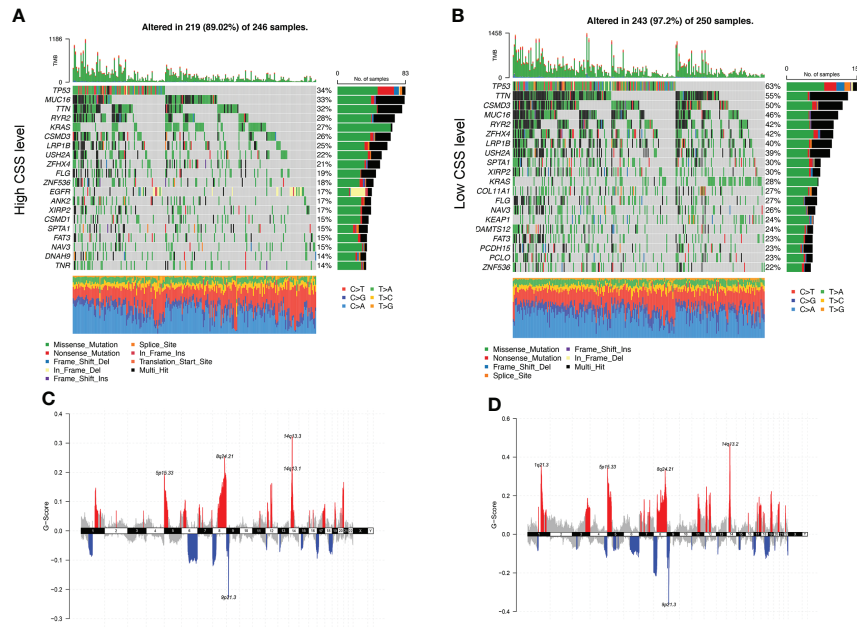 A
Altered in 219 (89.02%) of 246 samples.
1186
TMB
0
0
83
No. of samples
High CSS level
TP53 34%
MUC16 33%
TTN 32%
RYR2 28%
KRAS 27%
CSMD3 26%
LRP1B 25%
USH2A 22%
ZFHX4 21%
FLG 19%
ZNF536 18%
EGFR 17%
ANK2 17%
XIRP2 17%
CSMD1 15%
SPTA1 15%
FAT3 15%
NAV3 15%
DNAH9 14%
TNR 14%
C>T T>A
C>G T>C
C>A T>G
Missense_Mutation Splice_Site
Nonsense_Mutation In_Frame_Ins
Frame_Shift_Del Translation_Start_Site
In_Frame_Del Multi_Hit
Frame_Shift_Ins
B
Altered in 243 (97.2%) of 250 samples.
1458
TMB
0
0
15
No. of samples
Low CSS level
TP53 63%
TTN 55%
CSMD3 50%
MUC16 46%
RYR2 42%
ZFHX4 42%
LRP1B 40%
USH2A 39%
SPTA1 30%
XIRP2 30%
KRAS 28%
COL11A1 27%
FLG 27%
NAV3 26%
KEAP1 24%
DAMTS12 24%
FAT3 23%
PCDH15 23%
PCLO 23%
ZNF536 22%
C>T T>A
C>G T>C
C>A T>G
Missense_Mutation Frame_Shift_Ins
Nonsense_Mutation In_Frame_Del
Frame_Shift_Del Multi_Hit
Splice_Site
C
0.4
0.3
0.2
0.1
0.0
−0.1
−0.2
−0.3
G−Score
5p15.33
8q24.21
14q13.3
14q13.1
9p21.3
D
0.6
0.4
0.2
0.0
−0.2
−0.4
G−Score
1q21.3
5p15.33
8q24.21
14q13.2
9p21.3